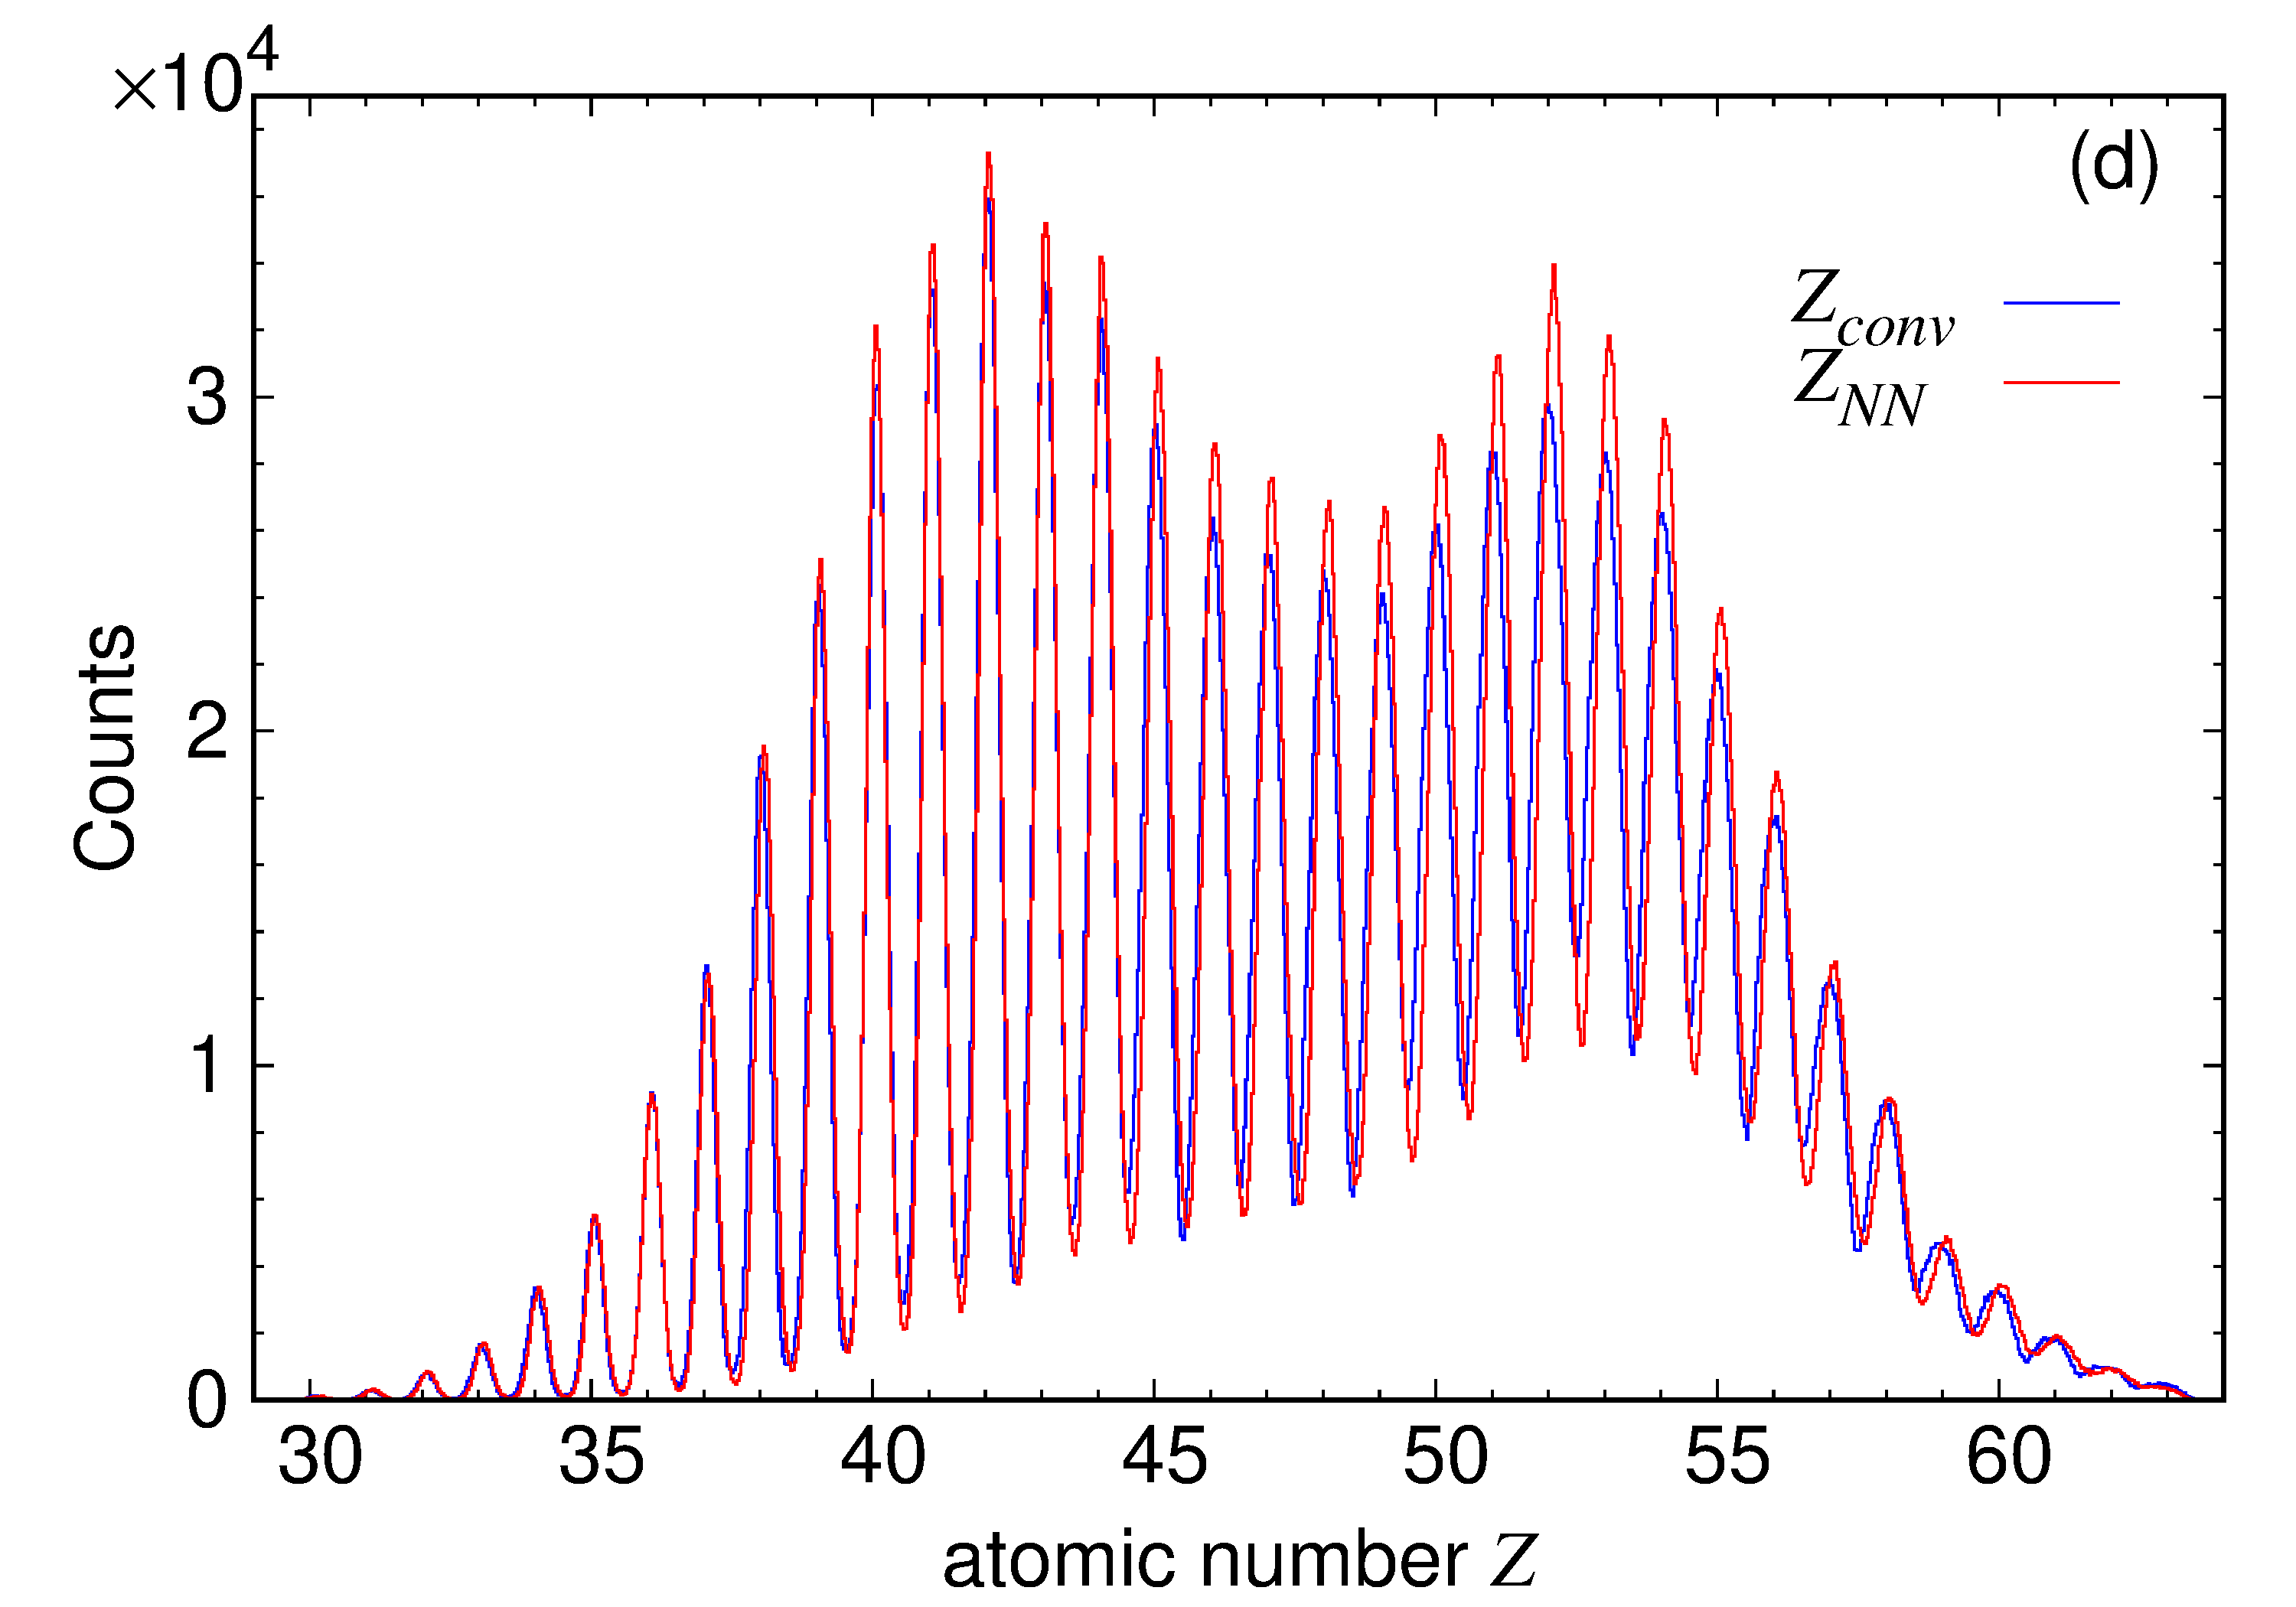 ×10⁴
(d)
Z_conv
Z_NN
3
2
1
0
Counts
30 35 40 45 50 55 60
atomic number Z